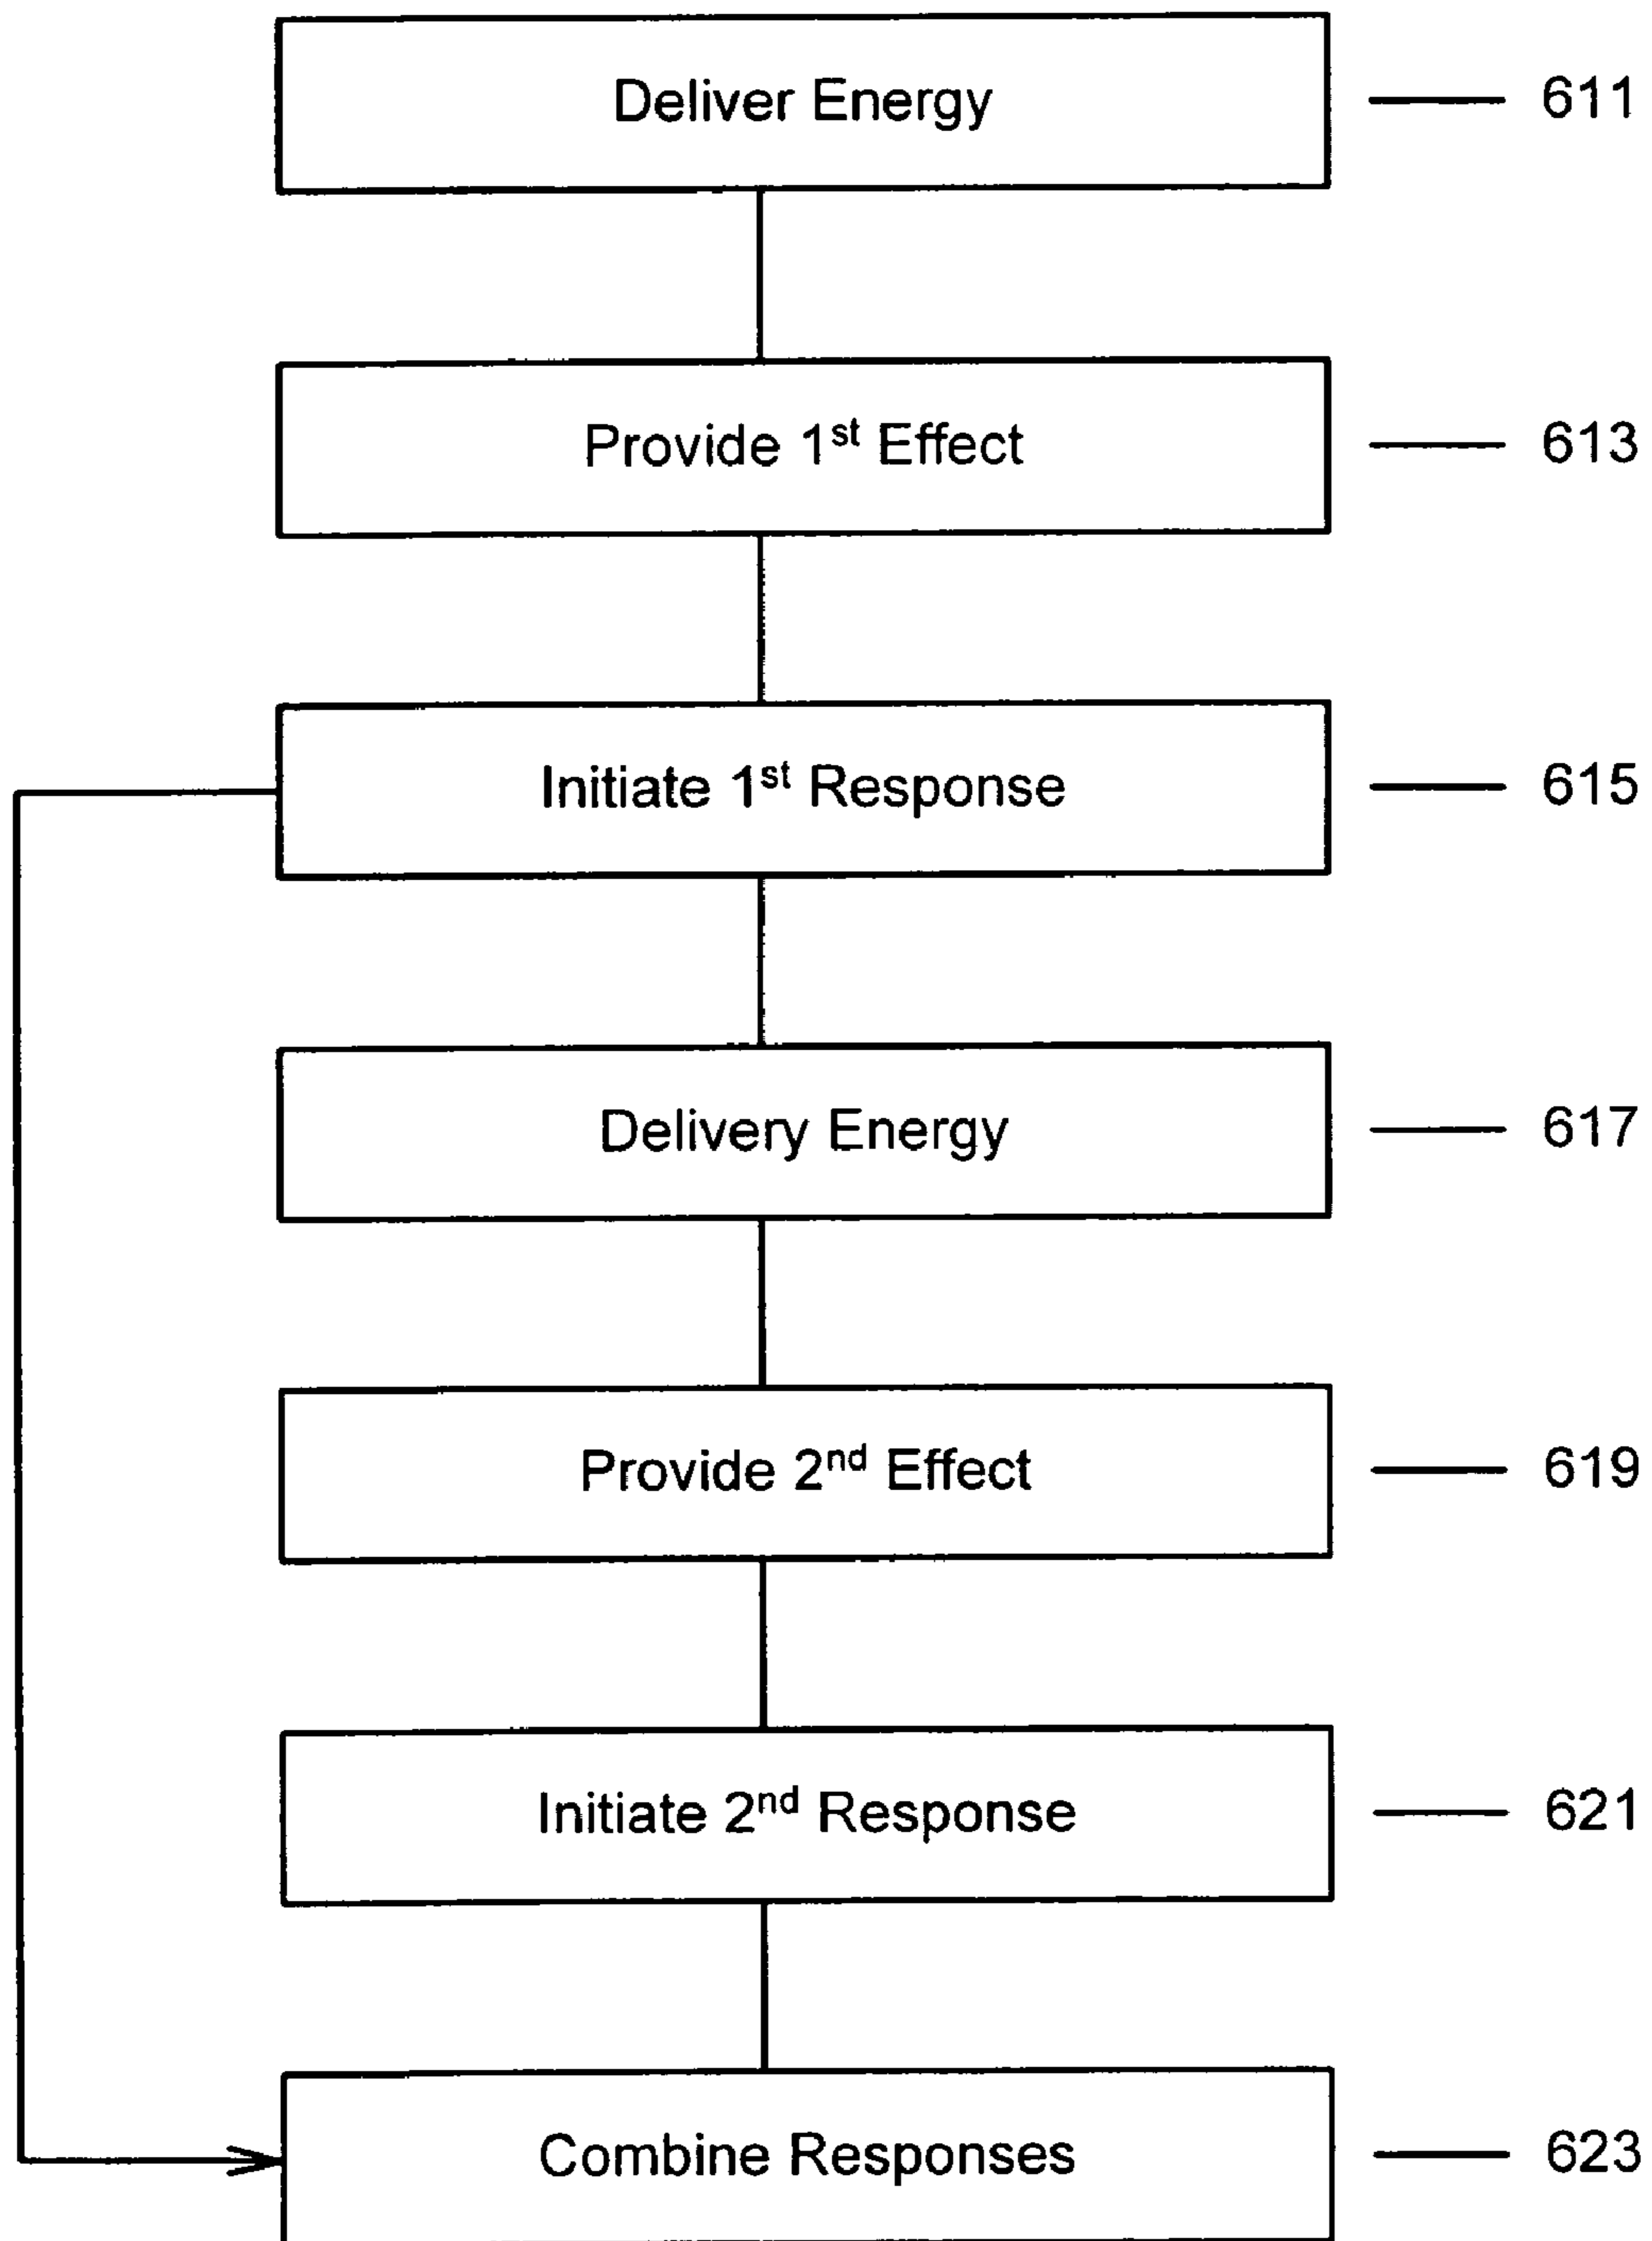 Deliver Energy 611
Provide 1st Effect 613
Initiate 1st Response 615
Delivery Energy 617
Provide 2nd Effect 619
Initiate 2nd Response 621
Combine Responses 623